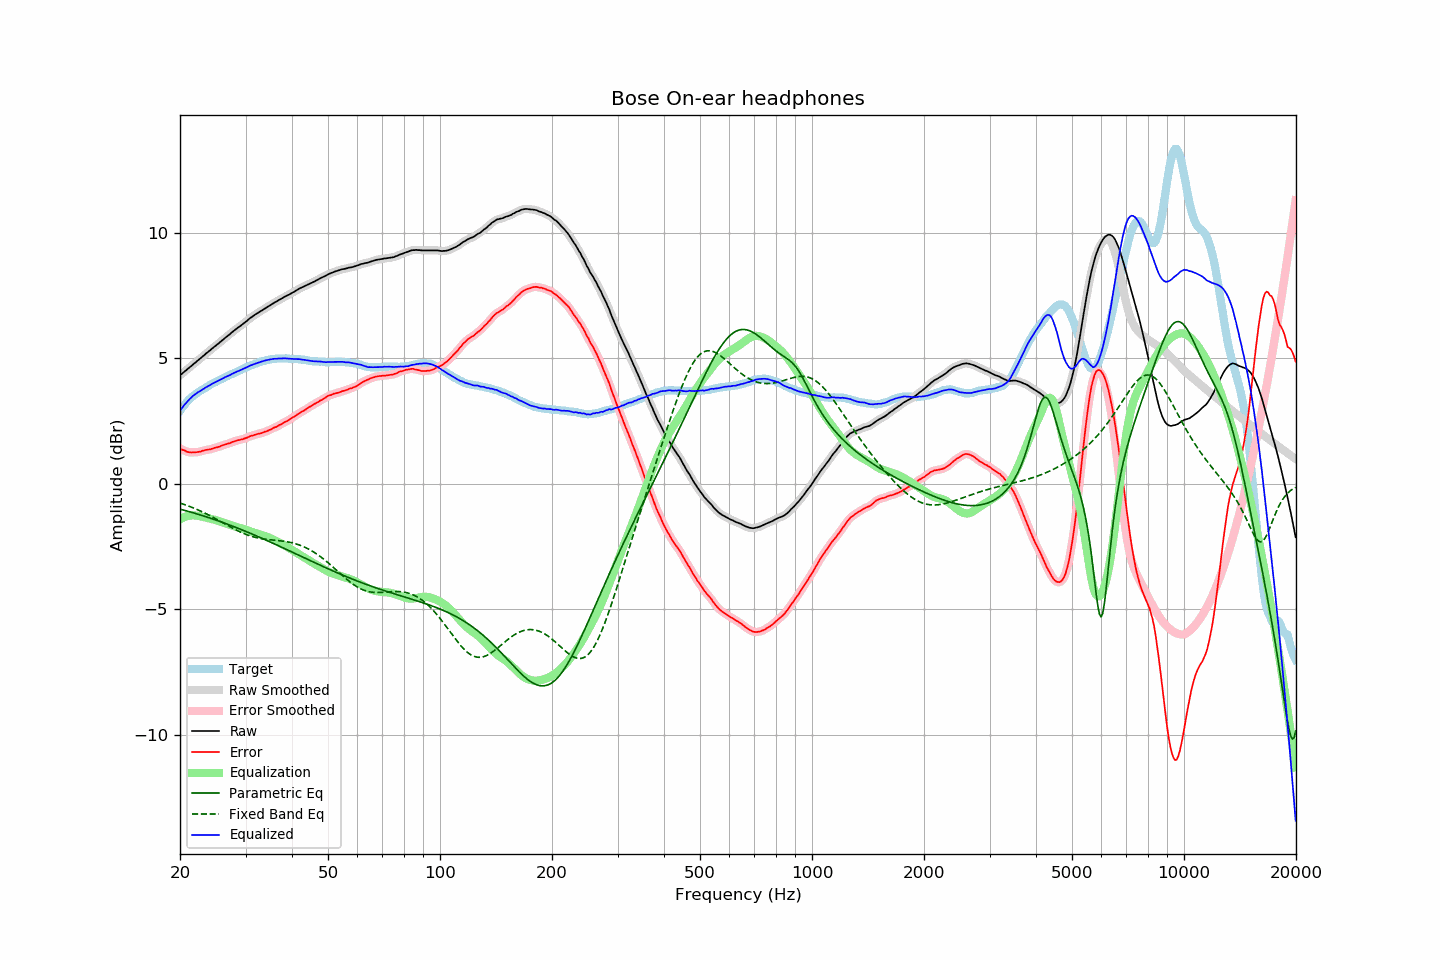 Bose On-ear headphones
Amplitude (dBr)
10
5
0
−5
−10
Target
Raw Smoothed
Error Smoothed
Raw
Error
Equalization
Parametric Eq
Fixed Band Eq
Equalized
20 50 100 200 500 1000 2000 5000 10000 20000
Frequency (Hz)